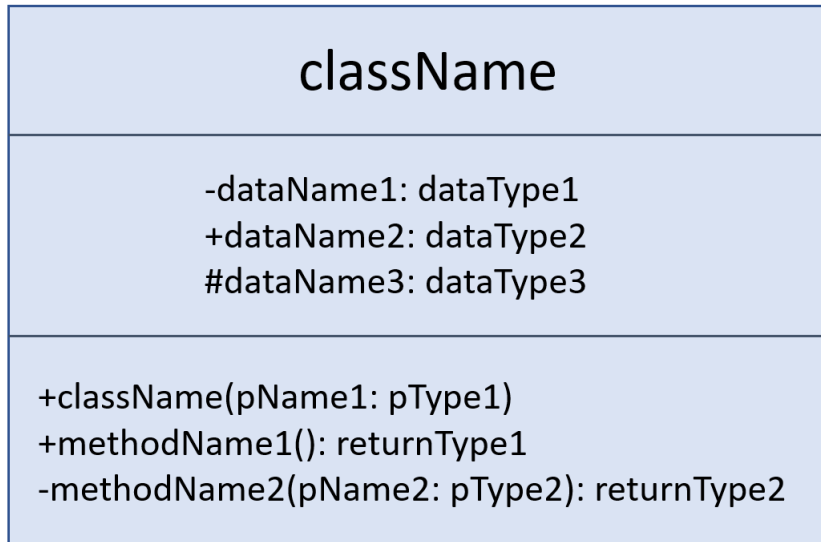 className
-dataName1: dataType1
+dataName2: dataType2
#dataName3: dataType3
+className(pName1: pType1)
+methodName1(): returnType1
-methodName2(pName2: pType2): returnType2